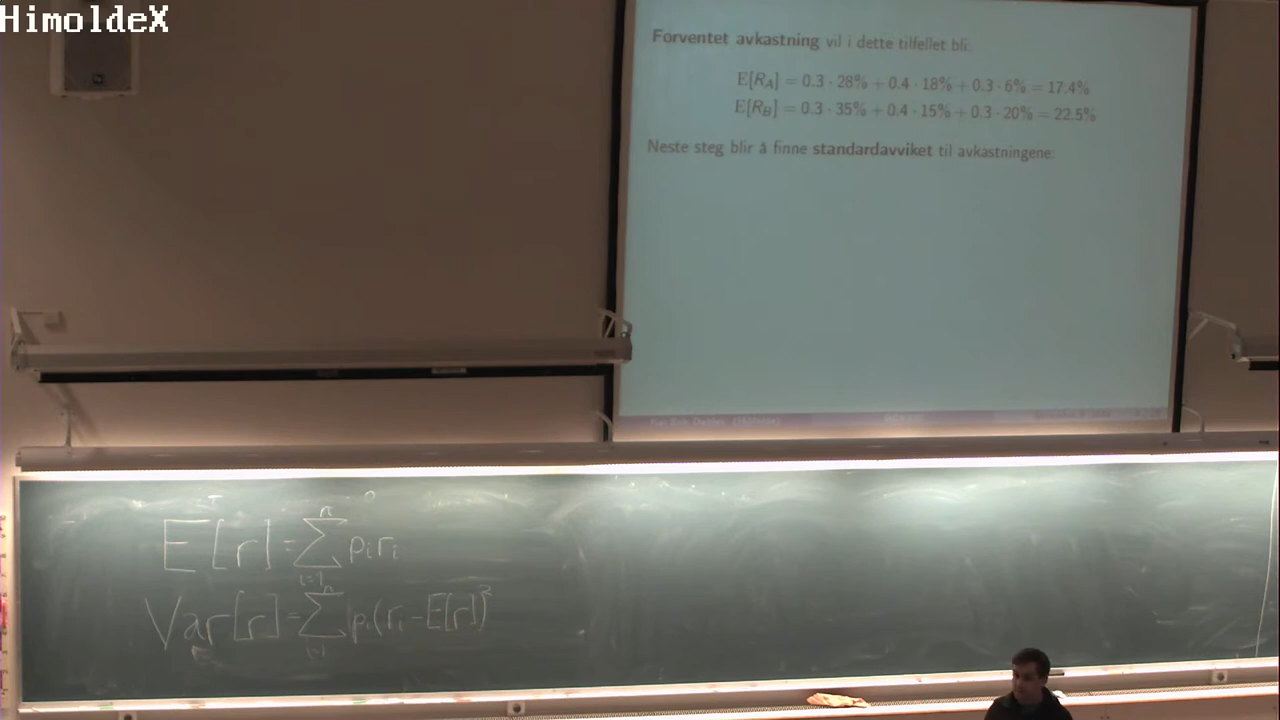 HimoldeX
Forventet avkastning vil i dette tilfellet bli:
E[R_A] = 0.3 · 28% + 0.4 · 18% + 0.3 · 6% = 17.4%
E[R_B] = 0.3 · 35% + 0.4 · 15% + 0.3 · 20% = 22.5%
Neste steg blir å finne standardavviket til avkastningene:
E[r] = ∑_{i=1}^{n} p_i r_i
Var[r] = ∑_{i=1}^{n} p_i (r_i - E[r])^2